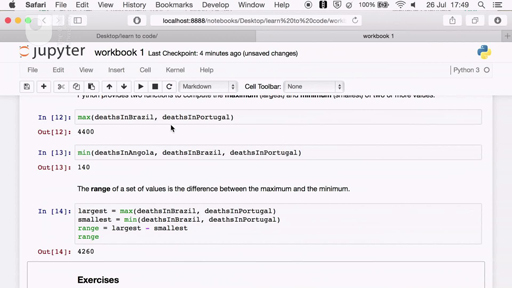 Safari File Edit View History Bookmarks Develop Window Help 100% 26 Jul 17:49
localhost:8888/notebooks/Desktop/learn%20to%20code/workb
Desktop/learn to code/ workbook 1
jupyter workbook 1 Last Checkpoint: 4 minutes ago (unsaved changes)
File Edit View Insert Cell Kernel Help Python 3
Markdown Cell Toolbar: None
Python provides two functions to compute the maximum (largest) and minimum (smallest) of two or more values.
In [12]: max(deathsInBrazil, deathsInPortugal)
Out[12]: 4400
In [13]: min(deathsInAngola, deathsInBrazil, deathsInPortugal)
Out[13]: 140
The range of a set of values is the difference between the maximum and the minimum.
In [14]: largest = max(deathsInBrazil, deathsInPortugal)
smallest = min(deathsInBrazil, deathsInPortugal)
range = largest - smallest
range
Out[14]: 4260
Exercises